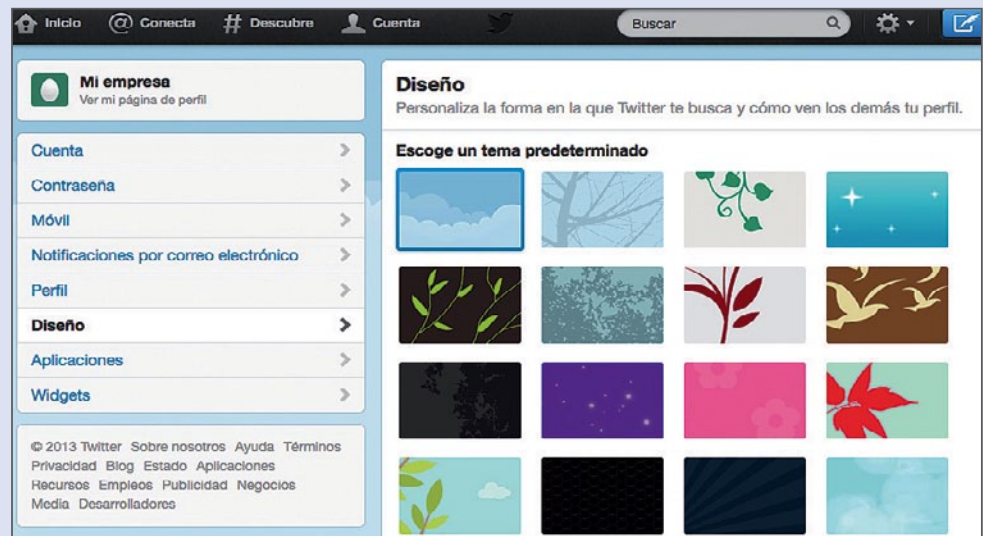 Inicio @ Conecta # Descubre Cuenta Buscar
Mi empresa
Ver mi página de perfil
Cuenta
Contraseña
Móvil
Notificaciones por correo electrónico
Perfil
Diseño
Aplicaciones
Widgets
© 2013 Twitter Sobre nosotros Ayuda Términos
Privacidad Blog Estado Aplicaciones
Recursos Empleos Publicidad Negocios
Media Desarrolladores
Diseño
Personaliza la forma en la que Twitter te busca y cómo ven los demás tu perfil.
Escoge un tema predeterminado